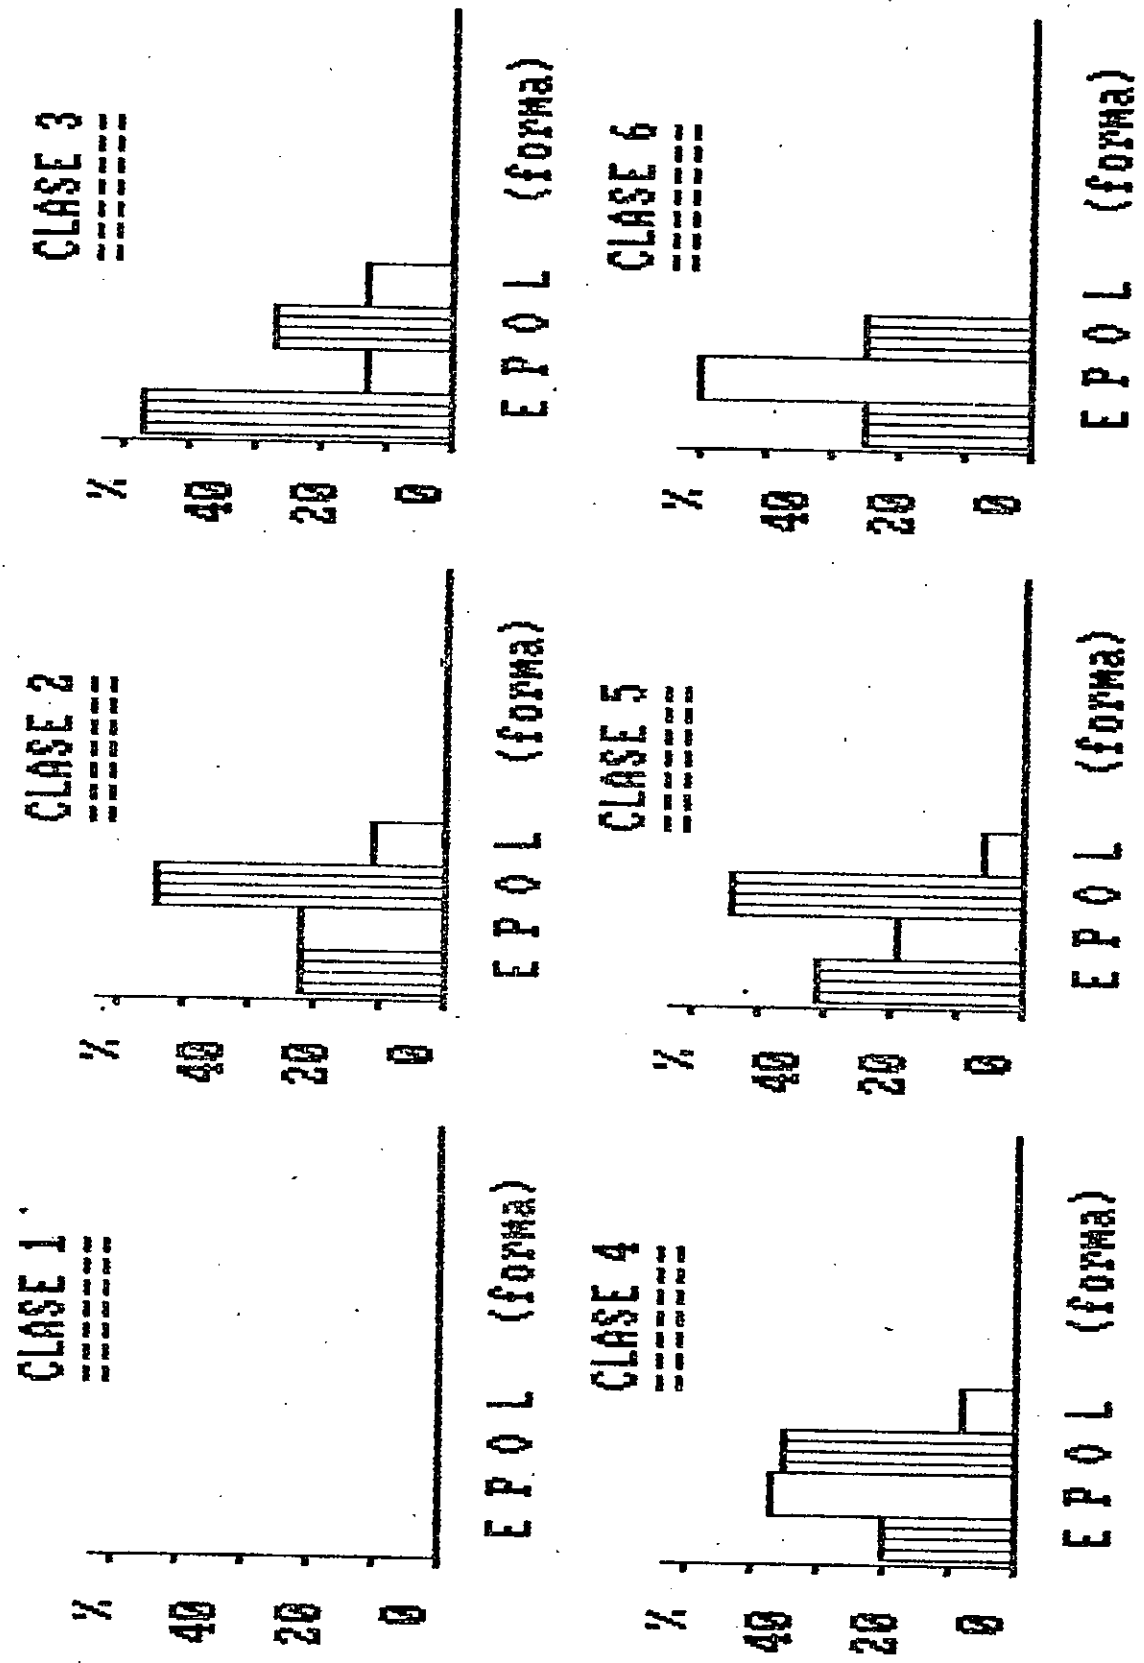 CLASE 1
==========
%
40
20
0
E P O L (forma)
CLASE 2
==========
%
40
20
0
E P O L (forma)
CLASE 3
==========
%
40
20
0
E P O L (forma)
CLASE 4
==========
%
40
20
0
E P O L (forma)
CLASE 5
==========
%
40
20
0
E P O L (forma)
CLASE 6
==========
%
40
20
0
E P O L (forma)